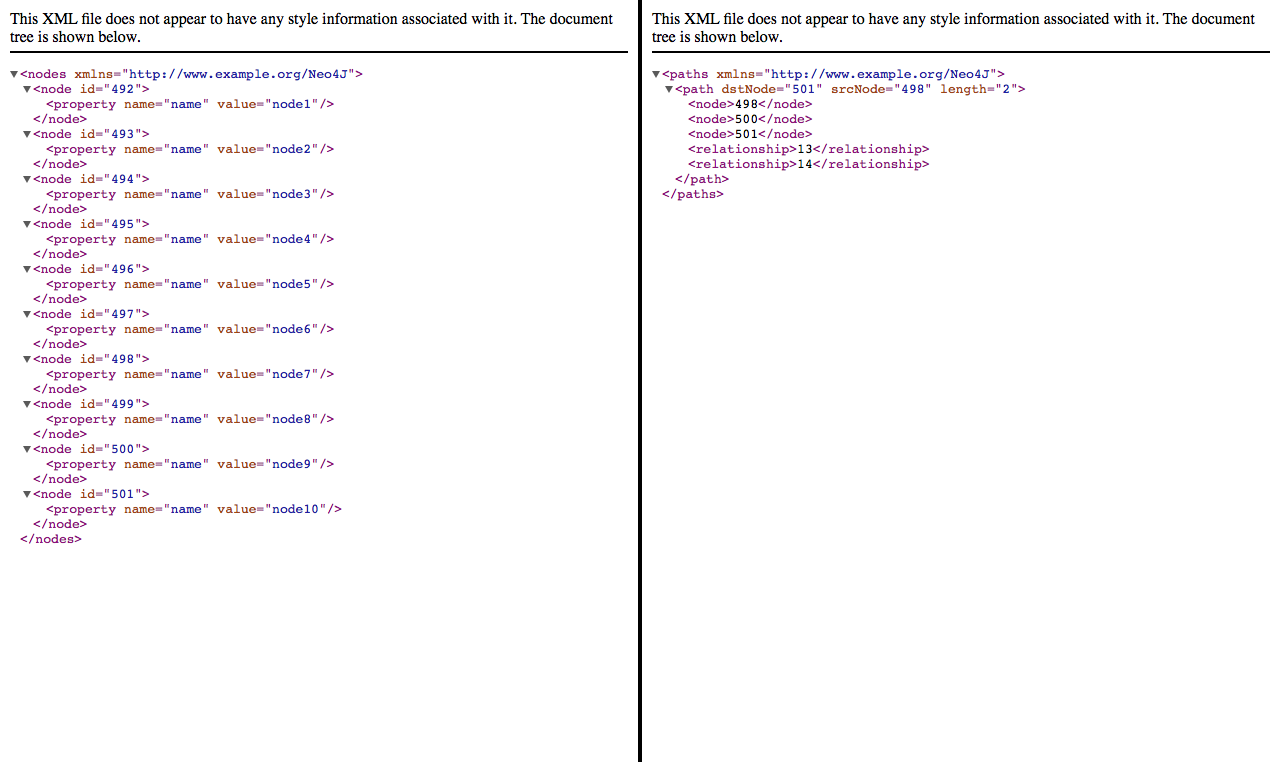 This XML file does not appear to have any style information associated with it. The document
tree is shown below.
▼<nodes xmlns="http://www.example.org/Neo4J">
▼<node id="492">
<property name="name" value="node1"/>
</node>
▼<node id="493">
<property name="name" value="node2"/>
</node>
▼<node id="494">
<property name="name" value="node3"/>
</node>
▼<node id="495">
<property name="name" value="node4"/>
</node>
▼<node id="496">
<property name="name" value="node5"/>
</node>
▼<node id="497">
<property name="name" value="node6"/>
</node>
▼<node id="498">
<property name="name" value="node7"/>
</node>
▼<node id="499">
<property name="name" value="node8"/>
</node>
▼<node id="500">
<property name="name" value="node9"/>
</node>
▼<node id="501">
<property name="name" value="node10"/>
</node>
</nodes>
This XML file does not appear to have any style information associated with it. The document
tree is shown below.
▼<paths xmlns="http://www.example.org/Neo4J">
▼<path dstNode="501" srcNode="498" length="2">
<node>498</node>
<node>500</node>
<node>501</node>
<relationship>13</relationship>
<relationship>14</relationship>
</path>
</paths>